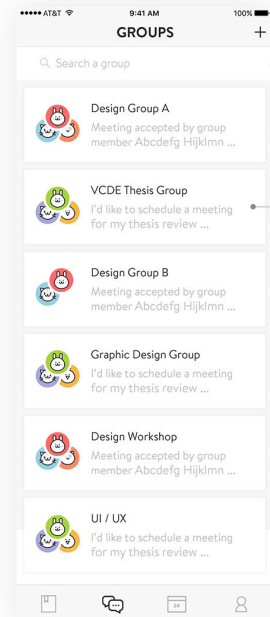 AT&T 9:41 AM 100%
GROUPS +
Search a group
Design Group A
Meeting accepted by group
member Abcdefg Hijklmn ...
VCDE Thesis Group
I'd like to schedule a meeting
for my thesis review ...
Design Group B
Meeting accepted by group
member Abcdefg Hijklmn ...
Graphic Design Group
I'd like to schedule a meeting
for my thesis review ...
Design Workshop
Meeting accepted by group
member Abcdefg Hijklmn ...
UI / UX
I'd like to schedule a meeting
for my thesis review ...
24